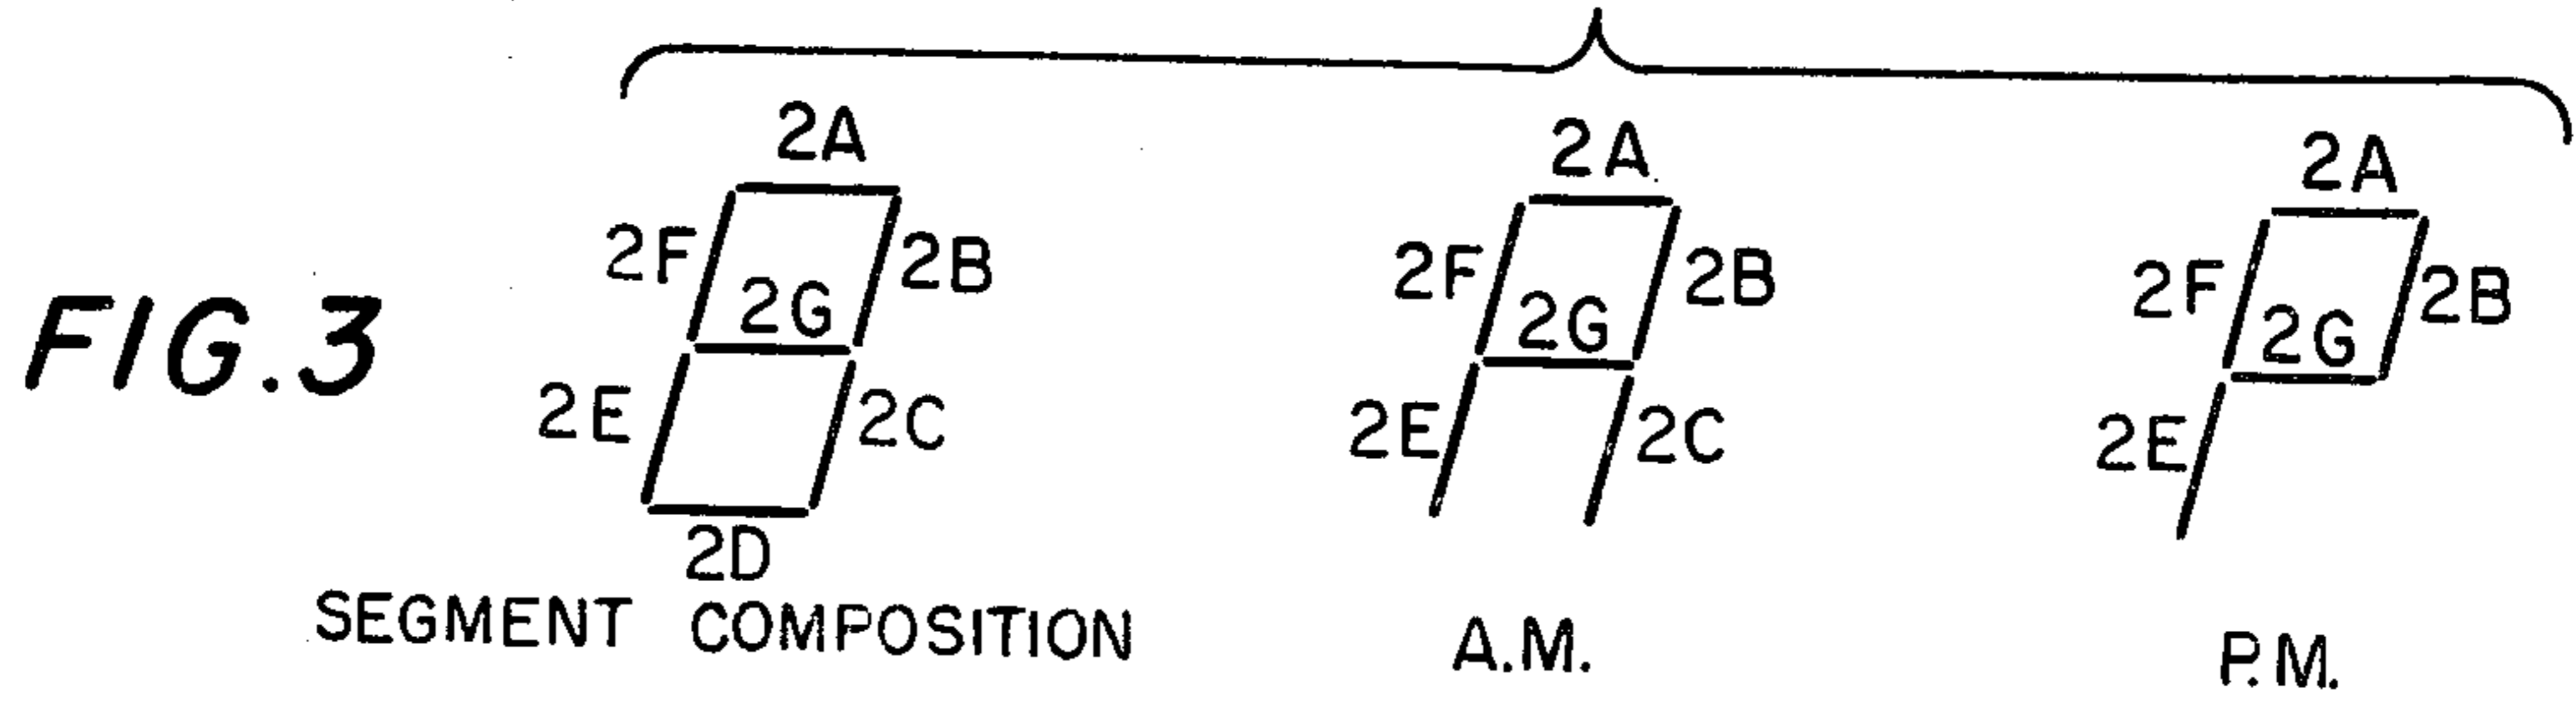 FIG.3
2A
2F 2G 2B
2E 2C
2D
SEGMENT COMPOSITION
2A
2F 2G 2B
2E 2C
A.M.
2A
2F 2G 2B
2E
P.M.